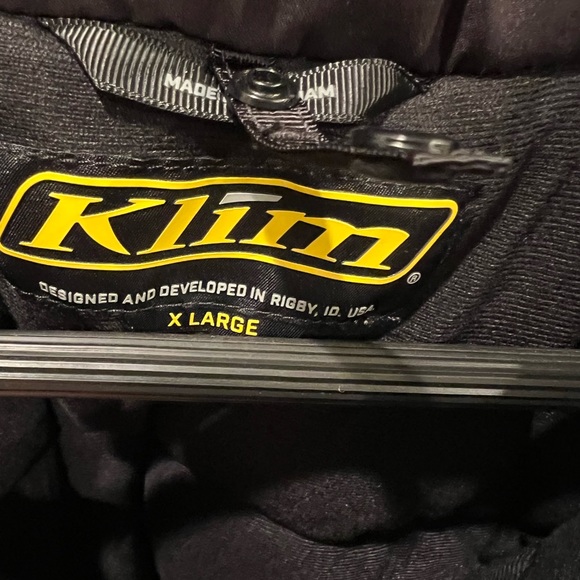 MADE
Klim
®
DESIGNED AND DEVELOPED IN RIGBY, ID, USA
X LARGE